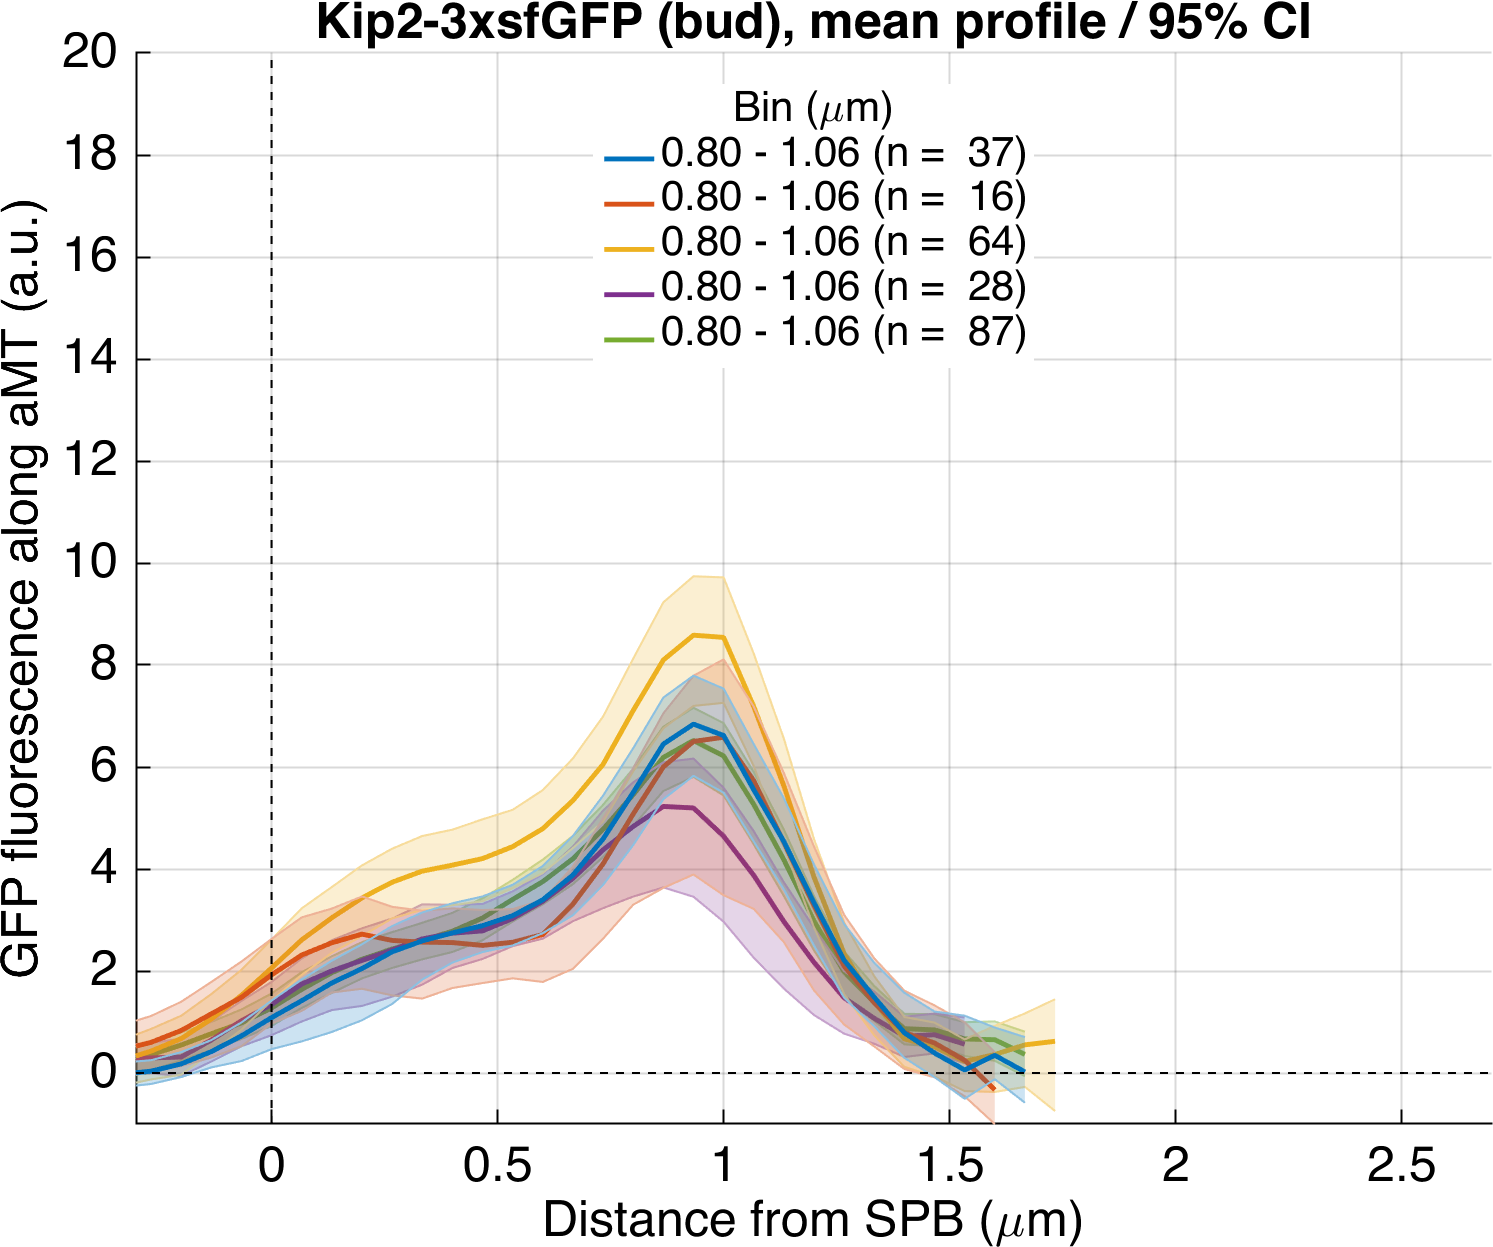 Kip2-3xsfGFP (bud), mean profile / 95% CI
Bin (μm)
0.80 - 1.06 (n = 37)
0.80 - 1.06 (n = 16)
0.80 - 1.06 (n = 64)
0.80 - 1.06 (n = 28)
0.80 - 1.06 (n = 87)
GFP fluorescence along aMT (a.u.)
20
18
16
14
12
10
8
6
4
2
0
0 0.5 1 1.5 2 2.5
Distance from SPB (μm)